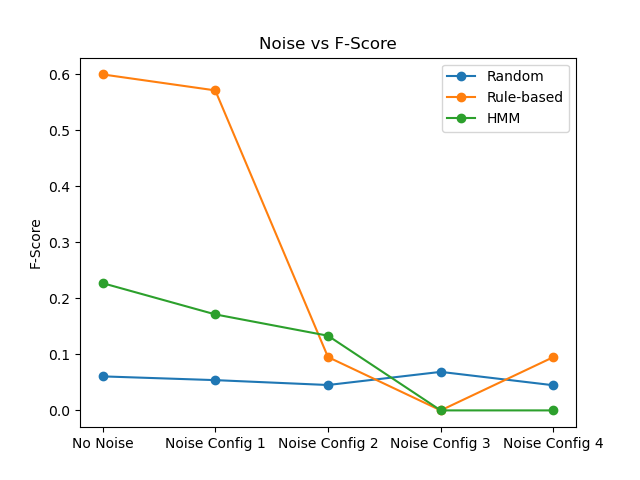 Noise vs F-Score
Random
Rule-based
HMM
F-Score
0.6
0.5
0.4
0.3
0.2
0.1
0.0
No Noise
Noise Config 1
Noise Config 2
Noise Config 3
Noise Config 4